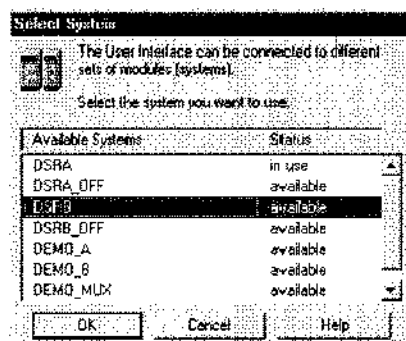 Select System
The User Interface can be connected to different
sets of modules (systems).
Select the system you want to use:
Available Systems Status
DSRA in use
DSRA_OFF available
DSRB available
DSRB_OFF available
DEMO_A available
DEMO_B available
DEMO_MUX available
OK Cancel Help